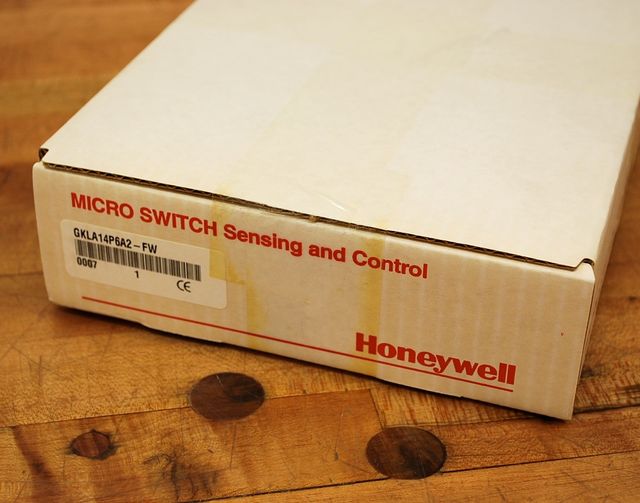 MICRO SWITCH Sensing and Control
GKLA14P6A2-FW
0007
1
CE
Honeywell